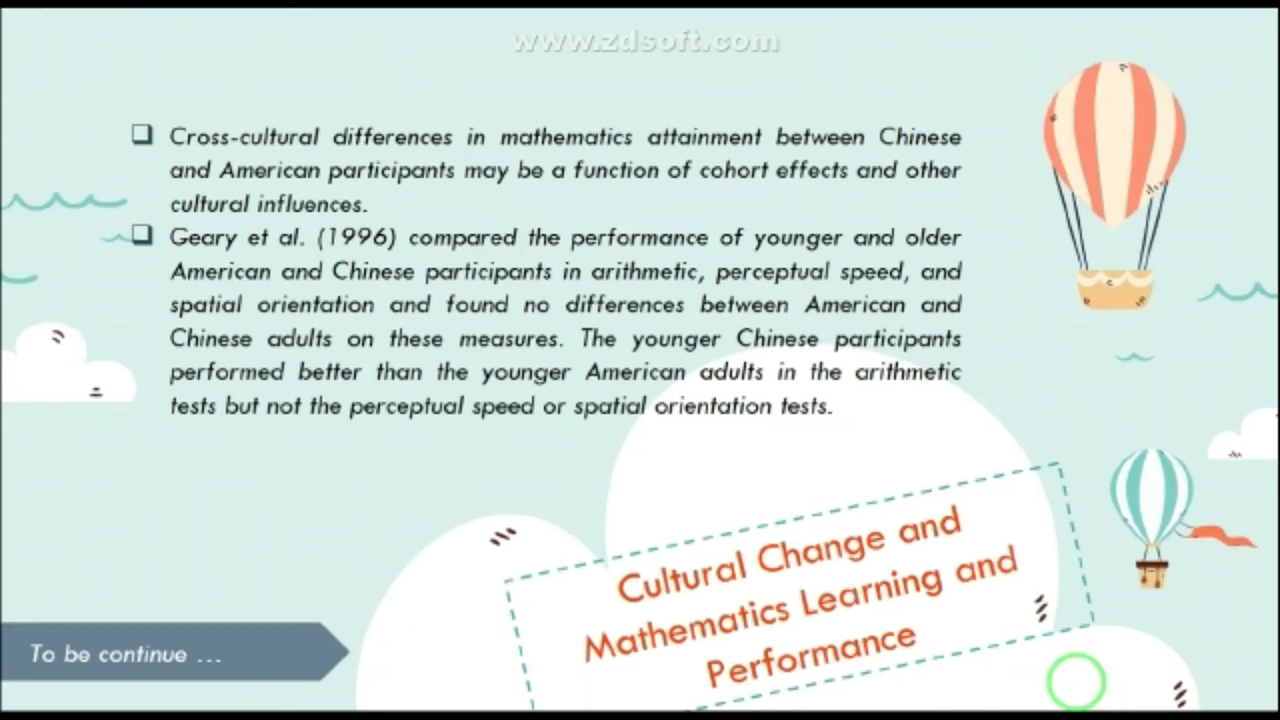 www.zdsoft.com
Cross-cultural differences in mathematics attainment between Chinese
and American participants may be a function of cohort effects and other
cultural influences.
Geary et al. (1996) compared the performance of younger and older
American and Chinese participants in arithmetic, perceptual speed, and
spatial orientation and found no differences between American and
Chinese adults on these measures. The younger Chinese participants
performed better than the younger American adults in the arithmetic
tests but not the perceptual speed or spatial orientation tests.
Cultural Change and
Mathematics Learning and
Performance
To be continue ...